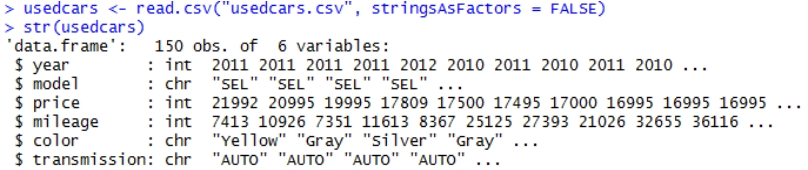 > usedcars <- read.csv("usedcars.csv", stringsAsFactors = FALSE)
> str(usedcars)
'data.frame':   150 obs. of  6 variables:
 $ year        : int  2011 2011 2011 2011 2012 2010 2011 2010 2011 2010 ...
 $ model       : chr  "SEL" "SEL" "SEL" "SEL" ...
 $ price       : int  21992 20995 19995 17809 17500 17495 17000 16995 16995 16995 ...
 $ mileage     : int  7413 10926 7351 11613 8367 25125 27393 21026 32655 36116 ...
 $ color       : chr  "Yellow" "Gray" "Silver" "Gray" ...
 $ transmission: chr  "AUTO" "AUTO" "AUTO" "AUTO" ...